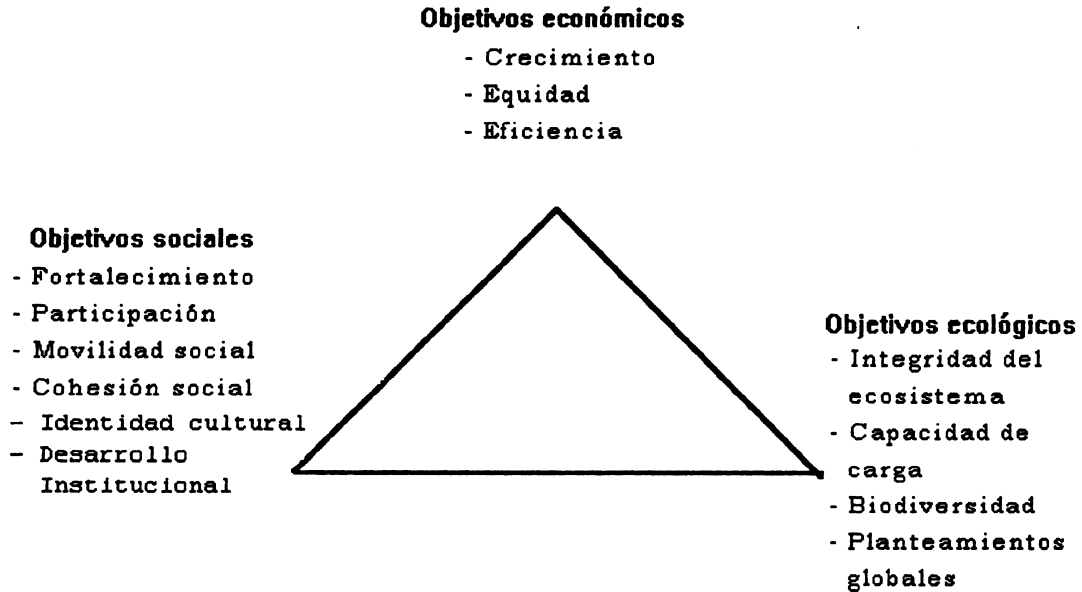 Objetivos económicos
- Crecimiento
- Equidad
- Eficiencia
Objetivos sociales
- Fortalecimiento
- Participación
- Movilidad social
- Cohesión social
- Identidad cultural
- Desarrollo
Institucional
Objetivos ecológicos
- Integridad del
ecosistema
- Capacidad de
carga
- Biodiversidad
- Planteamientos
globales